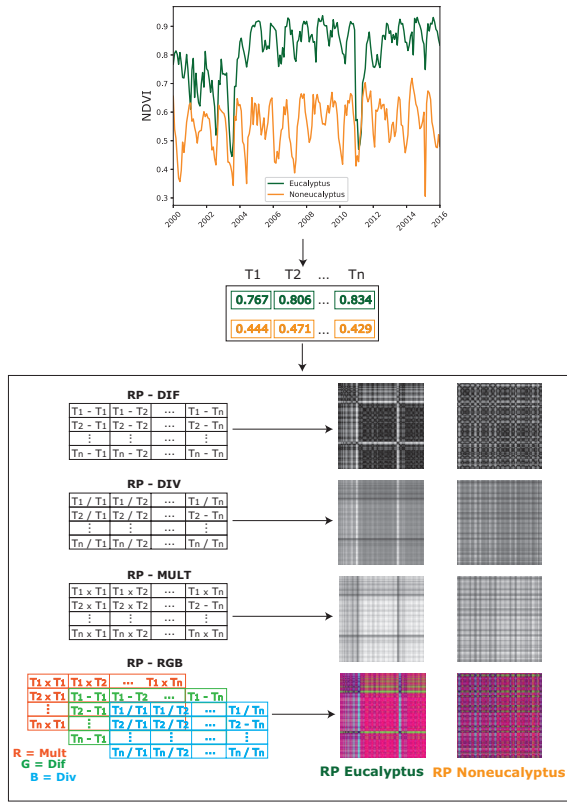 0.9
0.8
0.7
0.6
0.5
0.4
0.3
NDVI
Eucalyptus
Noneucalyptus
2000 2002 2004 2006 2008 2010 2012 20014 2016
T1 T2 ... Tn
0.767 0.806 ... 0.834
0.444 0.471 ... 0.429
RP - DIF
T1 - T1 T1 - T2 ... T1 - Tn
T2 - T1 T2 - T2 ... T2 - Tn
⋮ ⋮ ... ⋮
Tn - T1 Tn - T2 ... Tn - Tn
RP - DIV
T1 / T1 T1 / T2 ... T1 / Tn
T2 / T1 T2 / T2 ... T2 - Tn
⋮ ⋮ ... ⋮
Tn / T1 Tn / T2 ... Tn / Tn
RP - MULT
T1 x T1 T1 x T2 ... T1 x Tn
T2 x T1 T2 x T2 ... T2 - Tn
⋮ ⋮ ... ⋮
Tn x T1 Tn x T2 ... Tn x Tn
RP - RGB
T1 x T1 T1 x T2 ... T1 x Tn
T2 x T1 T1 - T1 T1 - T2 ... T1 - Tn
⋮ T2 - T1 T1 / T1 T1 / T2 ... T1 / Tn
Tn x T1 ⋮ T2 / T1 T2 / T2 ... T2 - Tn
Tn - T1 ⋮ ⋮ ... ⋮
Tn / T1 Tn / T2 ... Tn / Tn
R = Mult
G = Dif
B = Div
RP Eucalyptus RP Noneucalyptus